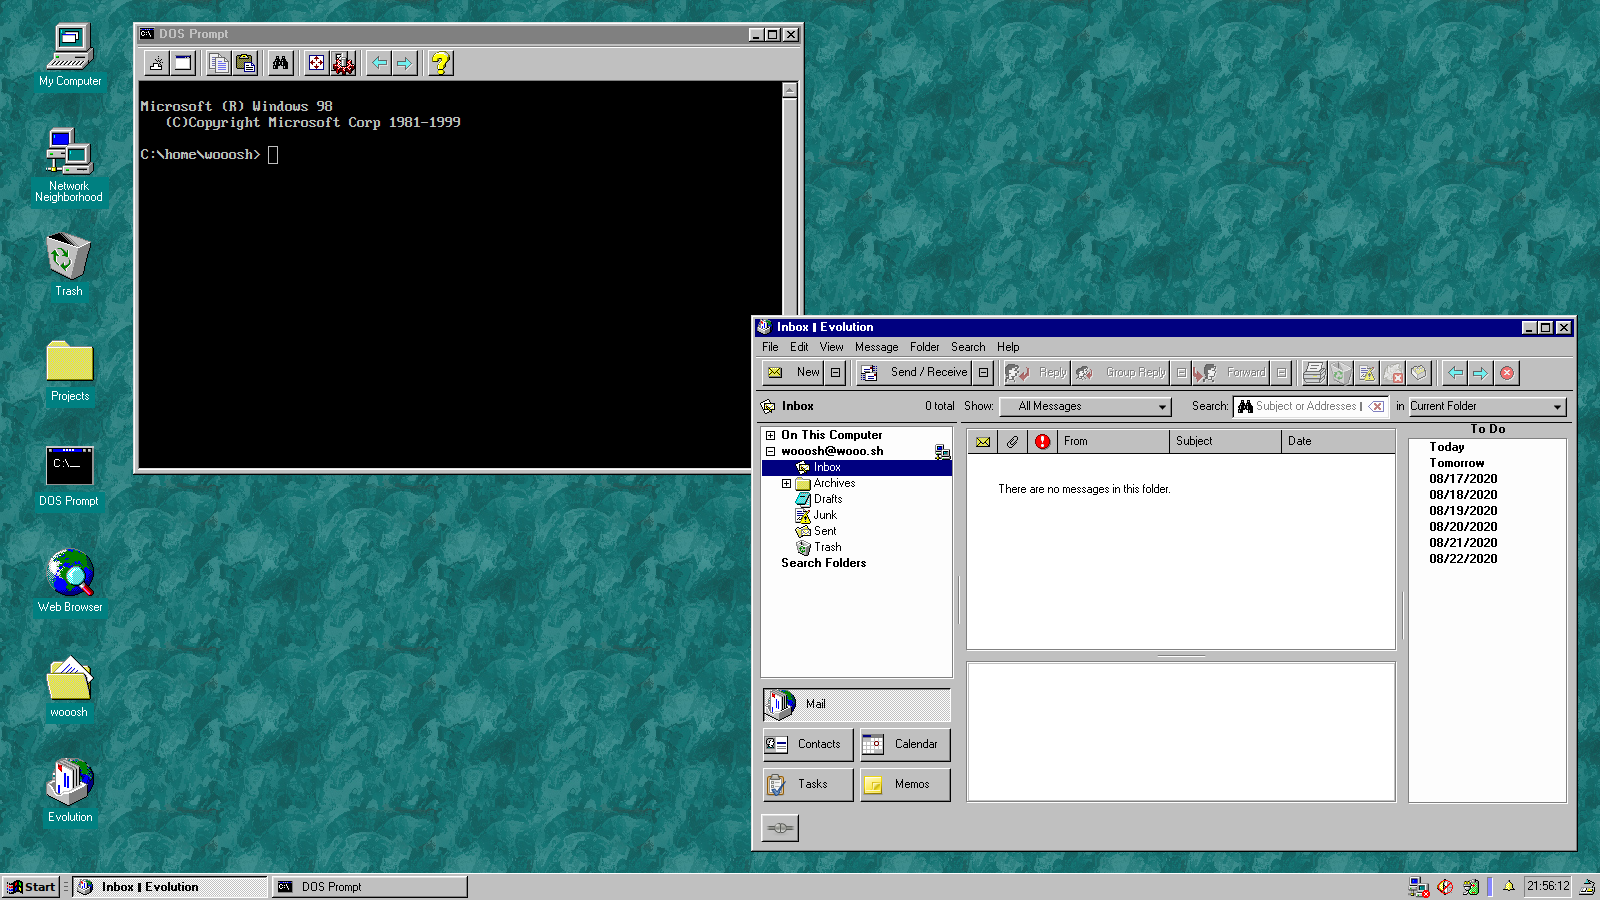 My Computer
Network
Neighborhood
Trash
Projects
DOS Prompt
Web Browser
wooosh
Evolution
DOS Prompt
Microsoft (R) Windows 98
(C)Copyright Microsoft Corp 1981-1999
C:\home\wooosh>
Inbox | Evolution
File Edit View Message Folder Search Help
New Send / Receive Reply Group Reply Forward
Inbox 0 total Show: All Messages Search: Subject or Addresses in Current Folder
On This Computer
wooosh@wooo.sh
Inbox
Archives
Drafts
Junk
Sent
Trash
Search Folders
From Subject Date
There are no messages in this folder.
To Do
Today
Tomorrow
08/17/2020
08/18/2020
08/19/2020
08/20/2020
08/21/2020
08/22/2020
Mail
Contacts Calendar
Tasks Memos
Start Inbox | Evolution DOS Prompt 21:56:12